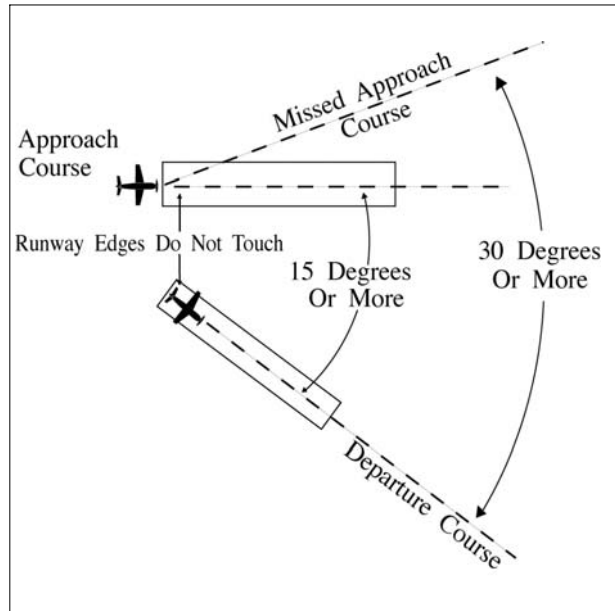 Missed Approach
Course
Approach
Course
Runway Edges Do Not Touch
15 Degrees
Or More
30 Degrees
Or More
Departure Course